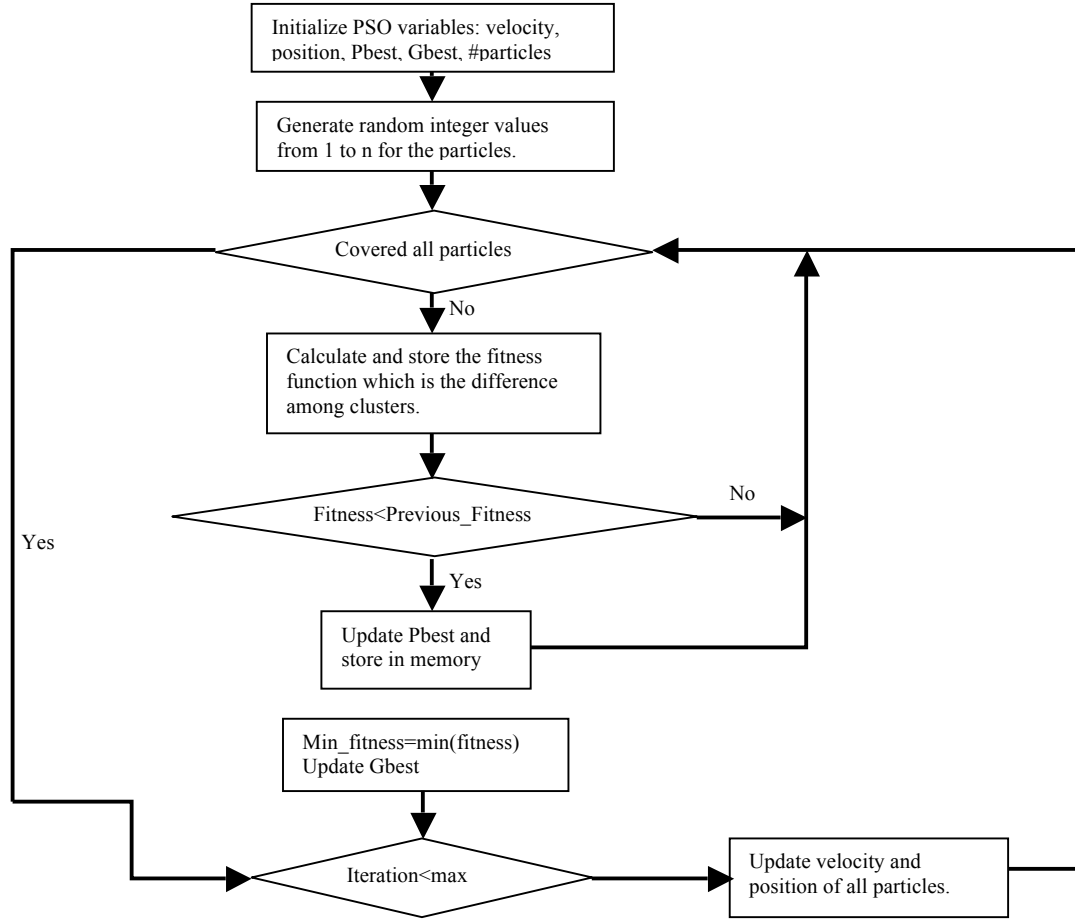 Initialize PSO variables: velocity,
position, Pbest, Gbest, #particles
Generate random integer values
from 1 to n for the particles.
Covered all particles
No
Calculate and store the fitness
function which is the difference
among clusters.
No
Fitness<Previous_Fitness
Yes
Yes
Update Pbest and
store in memory
Min_fitness=min(fitness)
Update Gbest
Iteration<max
Update velocity and
position of all particles.